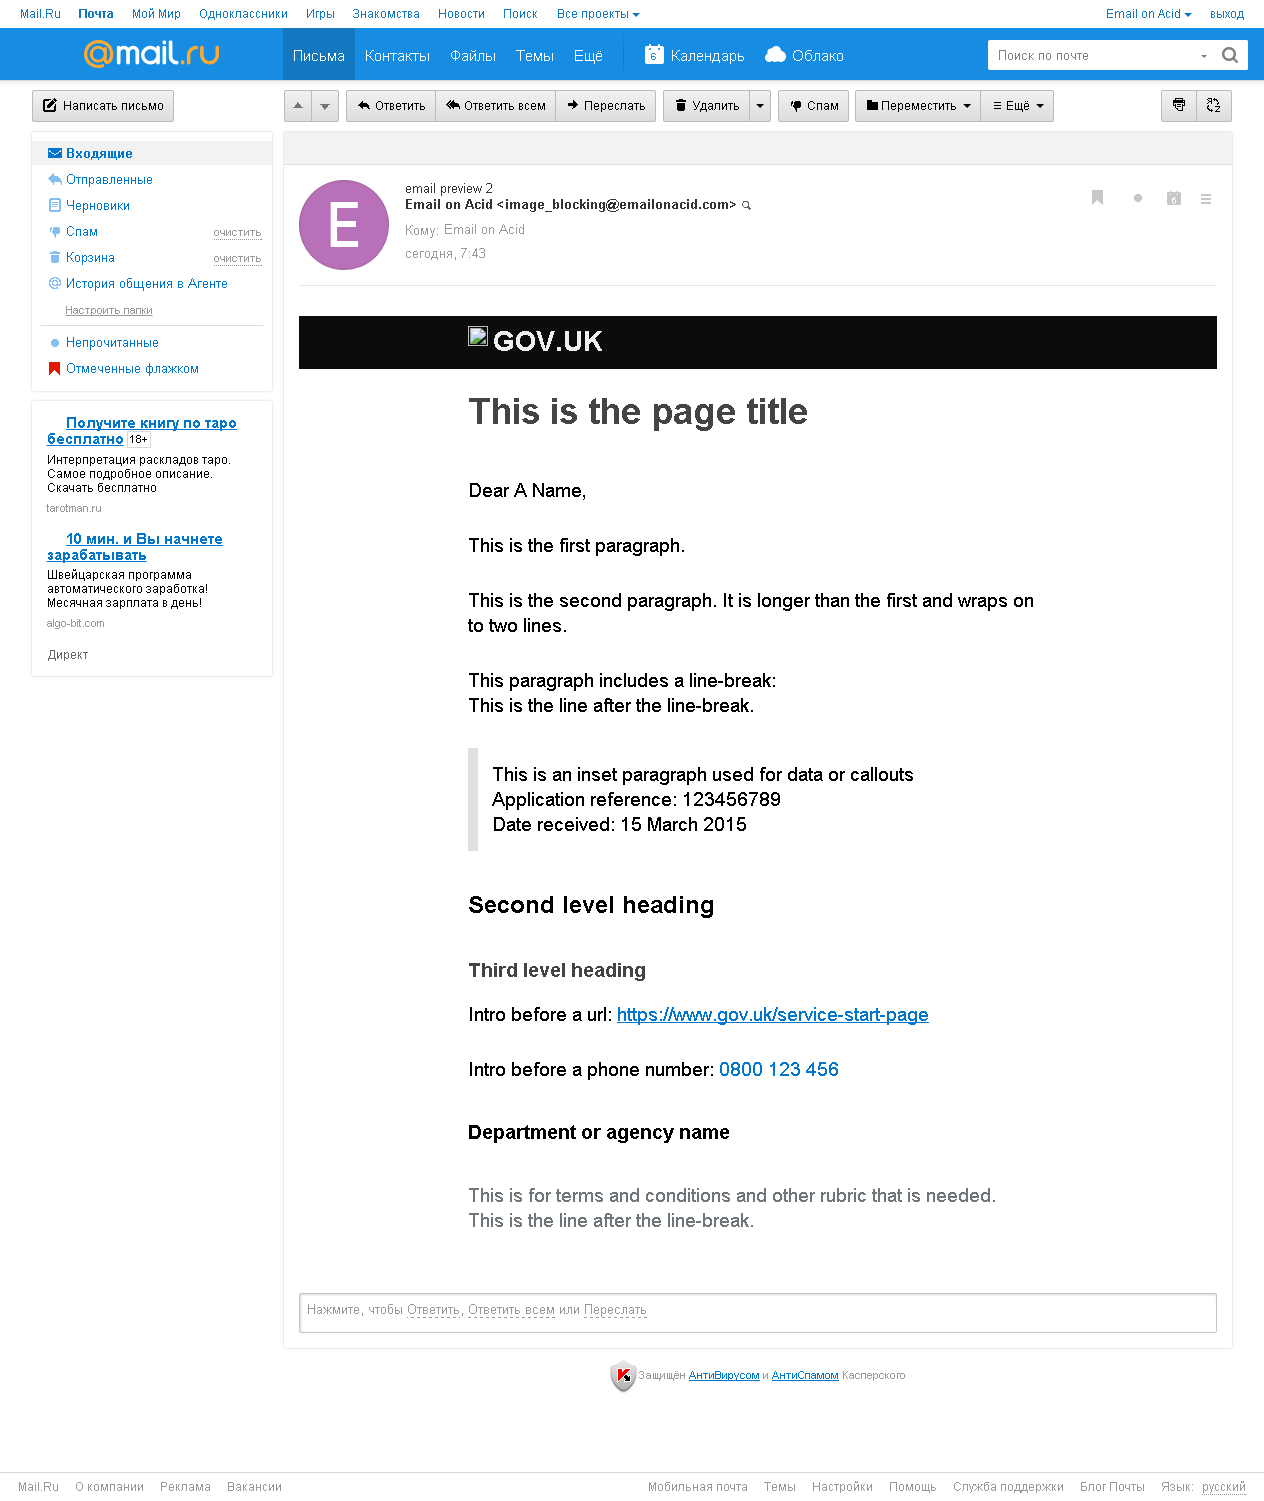 Mail.Ru Почта Мой Мир Одноклассники Игры Знакомства Новости Поиск Все проекты Email on Acid выход
@mail.ru Письма Контакты Файлы Темы Ещё 6 Календарь Облако Поиск по почте
Написать письмо Ответить Ответить всем Переслать Удалить Спам Переместить Ещё
Входящие
Отправленные
Черновики
Спам очистить
Корзина очистить
История общения в Агенте
Настроить папки
Непрочитанные
Отмеченные флажком
Получите книгу по таро
бесплатно 18+
Интерпретация раскладов таро.
Самое подробное описание.
Скачать бесплатно
tarotman.ru
10 мин. и Вы начнете
зарабатывать
Швейцарская программа
автоматического заработка!
Месячная зарплата в день!
algo-bit.com
Директ
E
email preview 2
Email on Acid <image_blocking@emailonacid.com>
6
Кому: Email on Acid
сегодня, 7:43
GOV.UK
This is the page title
Dear A Name,
This is the first paragraph.
This is the second paragraph. It is longer than the first and wraps on
to two lines.
This paragraph includes a line-break:
This is the line after the line-break.
This is an inset paragraph used for data or callouts
Application reference: 123456789
Date received: 15 March 2015
Second level heading
Third level heading
Intro before a url: https://www.gov.uk/service-start-page
Intro before a phone number: 0800 123 456
Department or agency name
This is for terms and conditions and other rubric that is needed.
This is the line after the line-break.
Нажмите, чтобы Ответить, Ответить всем или Переслать
Защищён АнтиВирусом и АнтиСпамом Касперского
Mail.Ru О компании Реклама Вакансии Мобильная почта Темы Настройки Помощь Служба поддержки Блог Почты Язык: русский